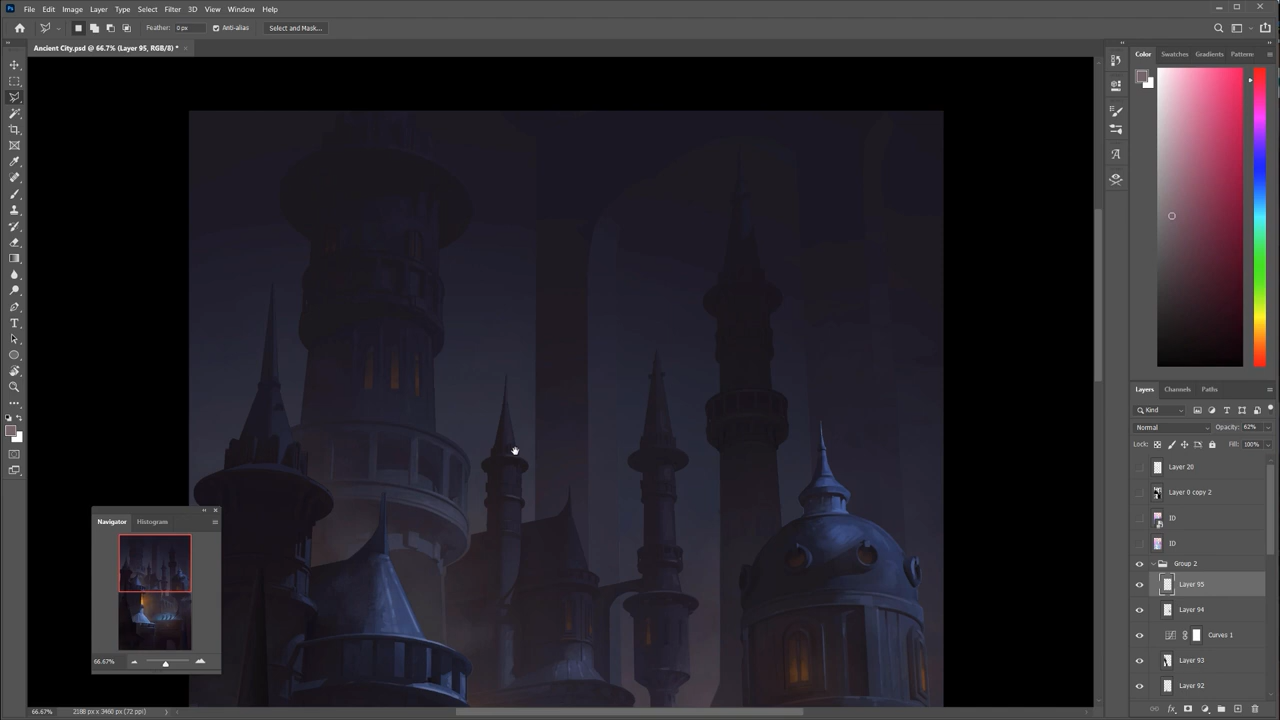 File Edit Image Layer Type Select Filter 3D View Window Help
Feather: 0 px Anti-alias Select and Mask...
Ancient City.psd @ 66.7% (Layer 95, RGB/8) *
Color Swatches Gradients Patterns
Layers Channels Paths
Kind
Normal Opacity: 62%
Lock: Fill: 100%
Layer 20
Layer 0 copy 2
ID
ID
Group 2
Layer 95
Layer 94
Curves 1
Layer 93
Layer 92
Navigator Histogram
66.67%
66.67% 2188 px x 3460 px (72 ppi)